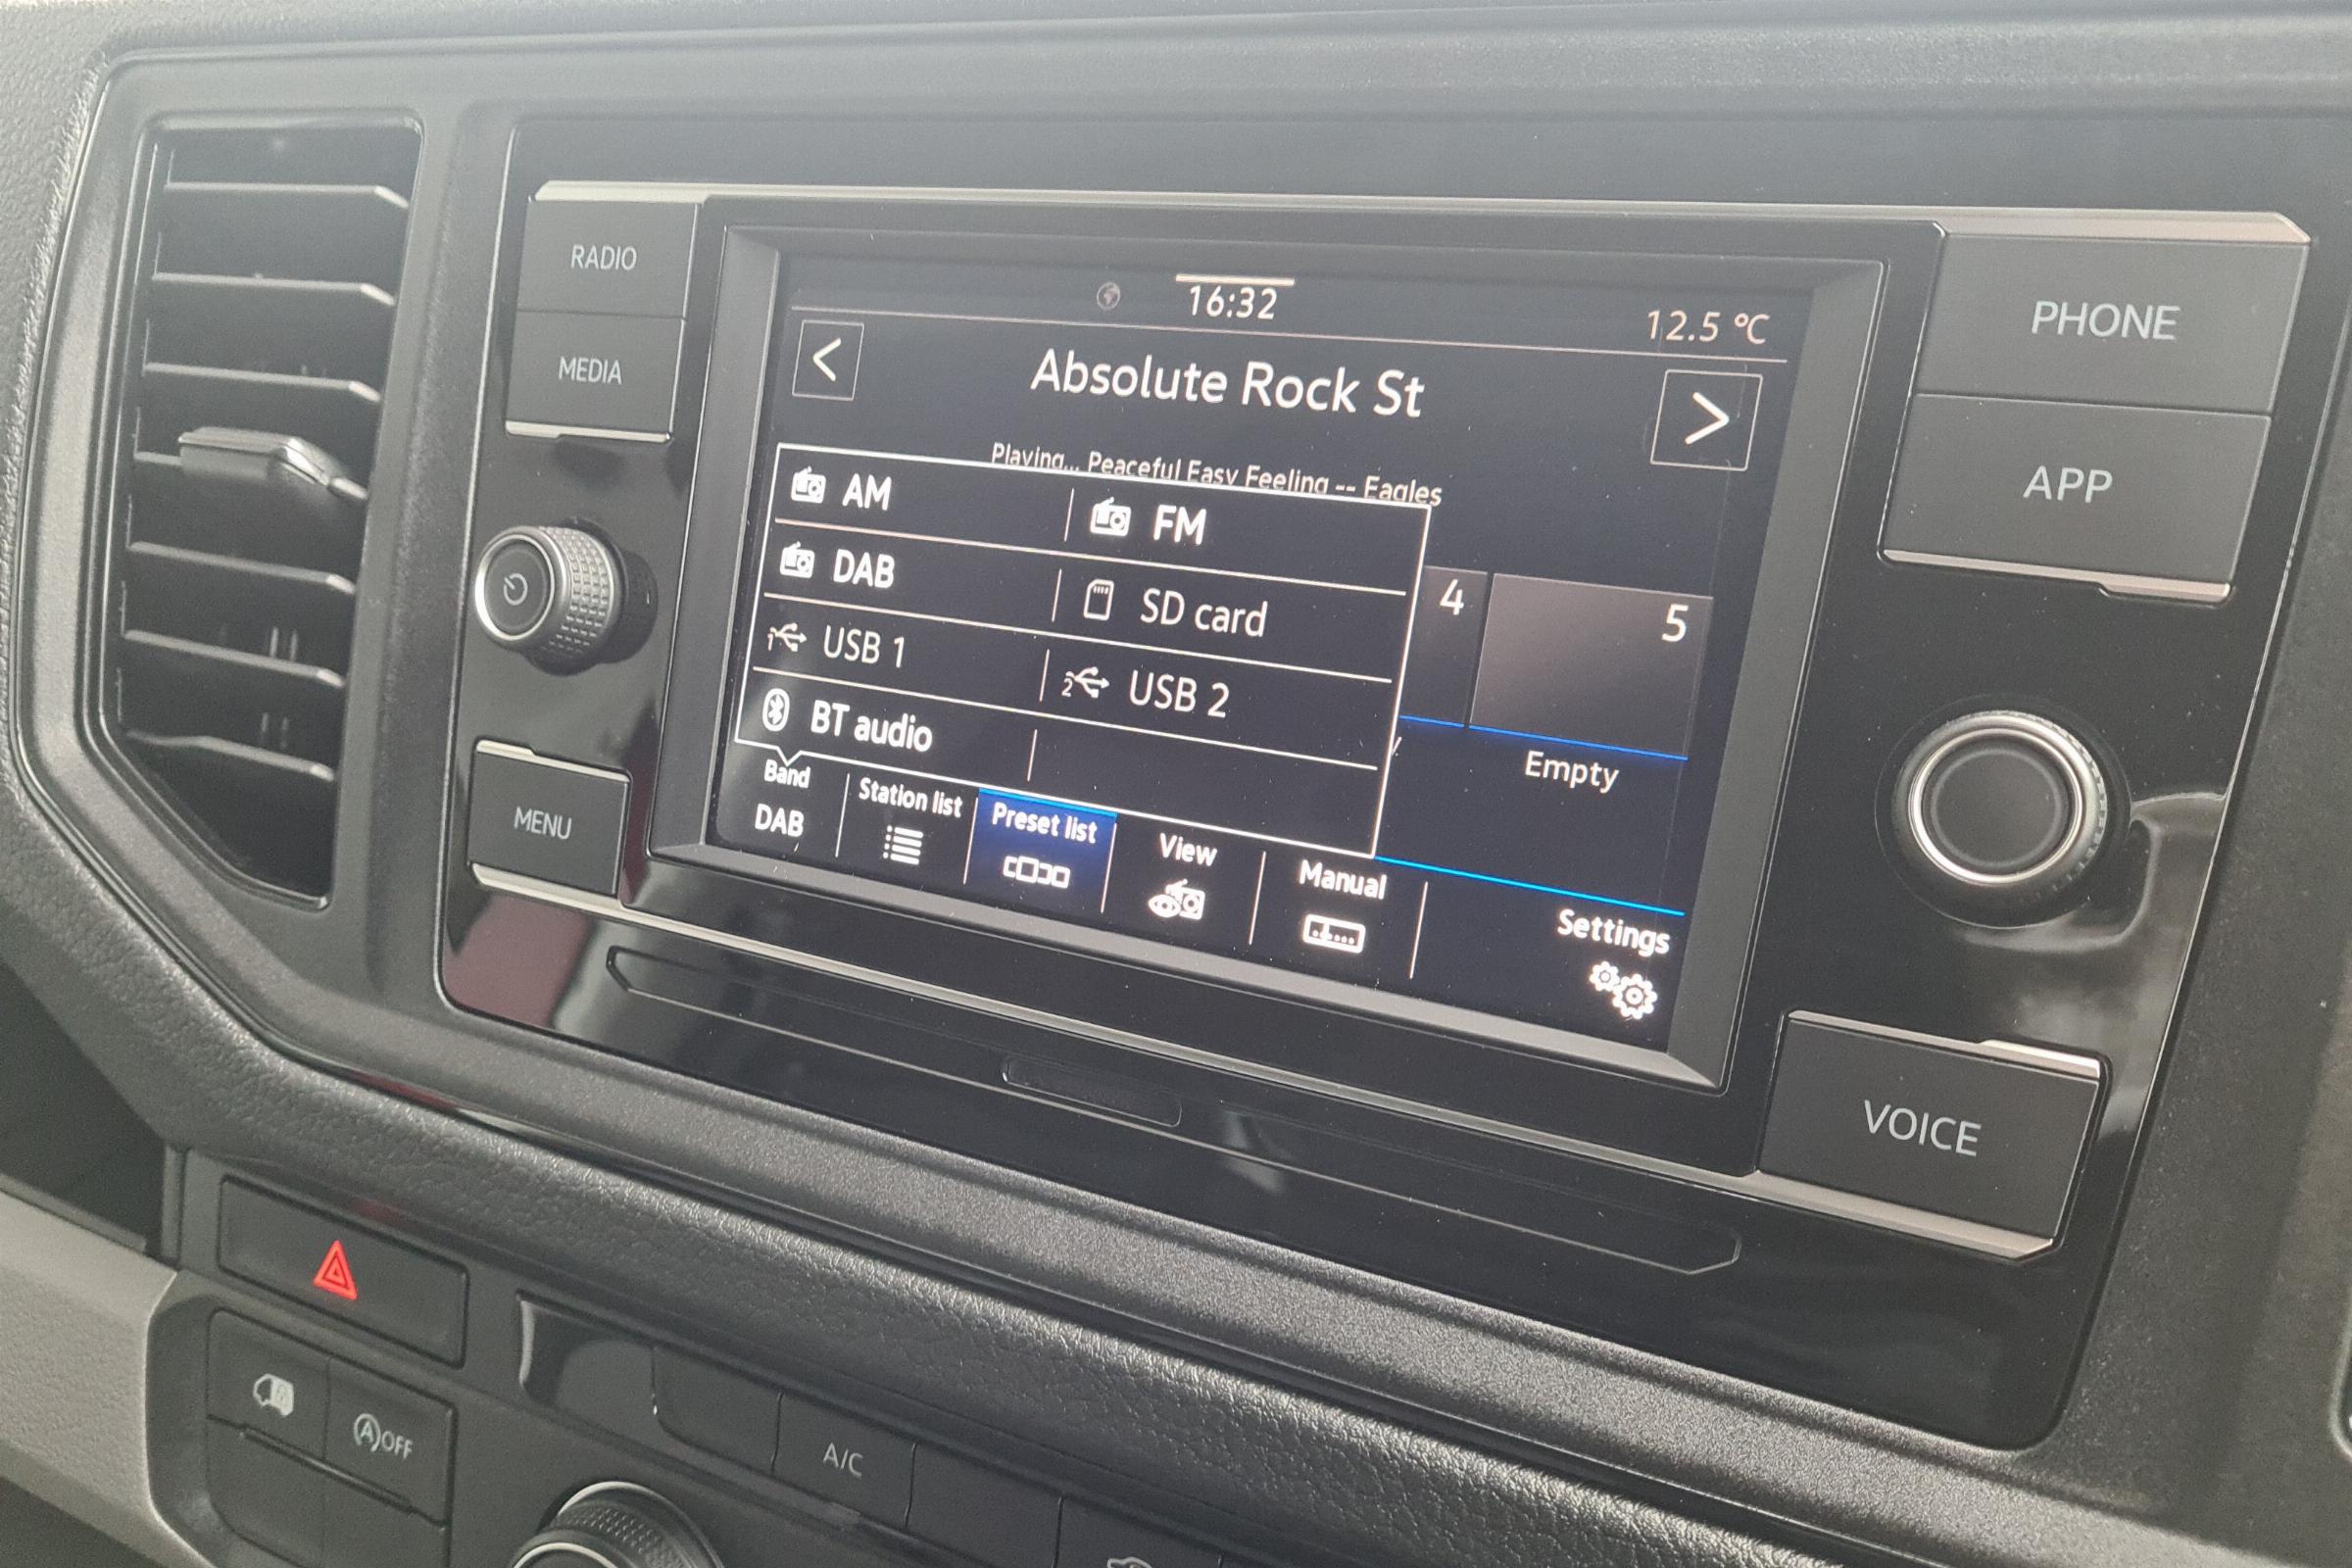 RADIO
MEDIA
MENU
PHONE
APP
VOICE
16:32
12.5 °C
<
Absolute Rock St
>
Playing... Peaceful Easy Feeling -- Eagles
AM
FM
DAB
SD card
1 USB 1
2 USB 2
BT audio
4
5
Empty
Band
DAB
Station list
Preset list
View
Manual
Settings
A OFF
A/C